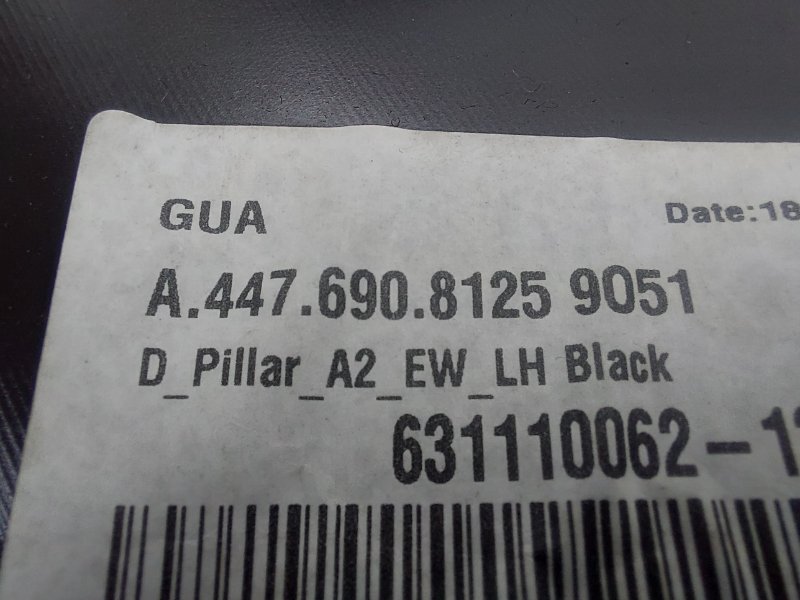 GUA
Date:18
A.447.690.8125 9051
D_Pillar_A2_EW_LH Black
631110062-1